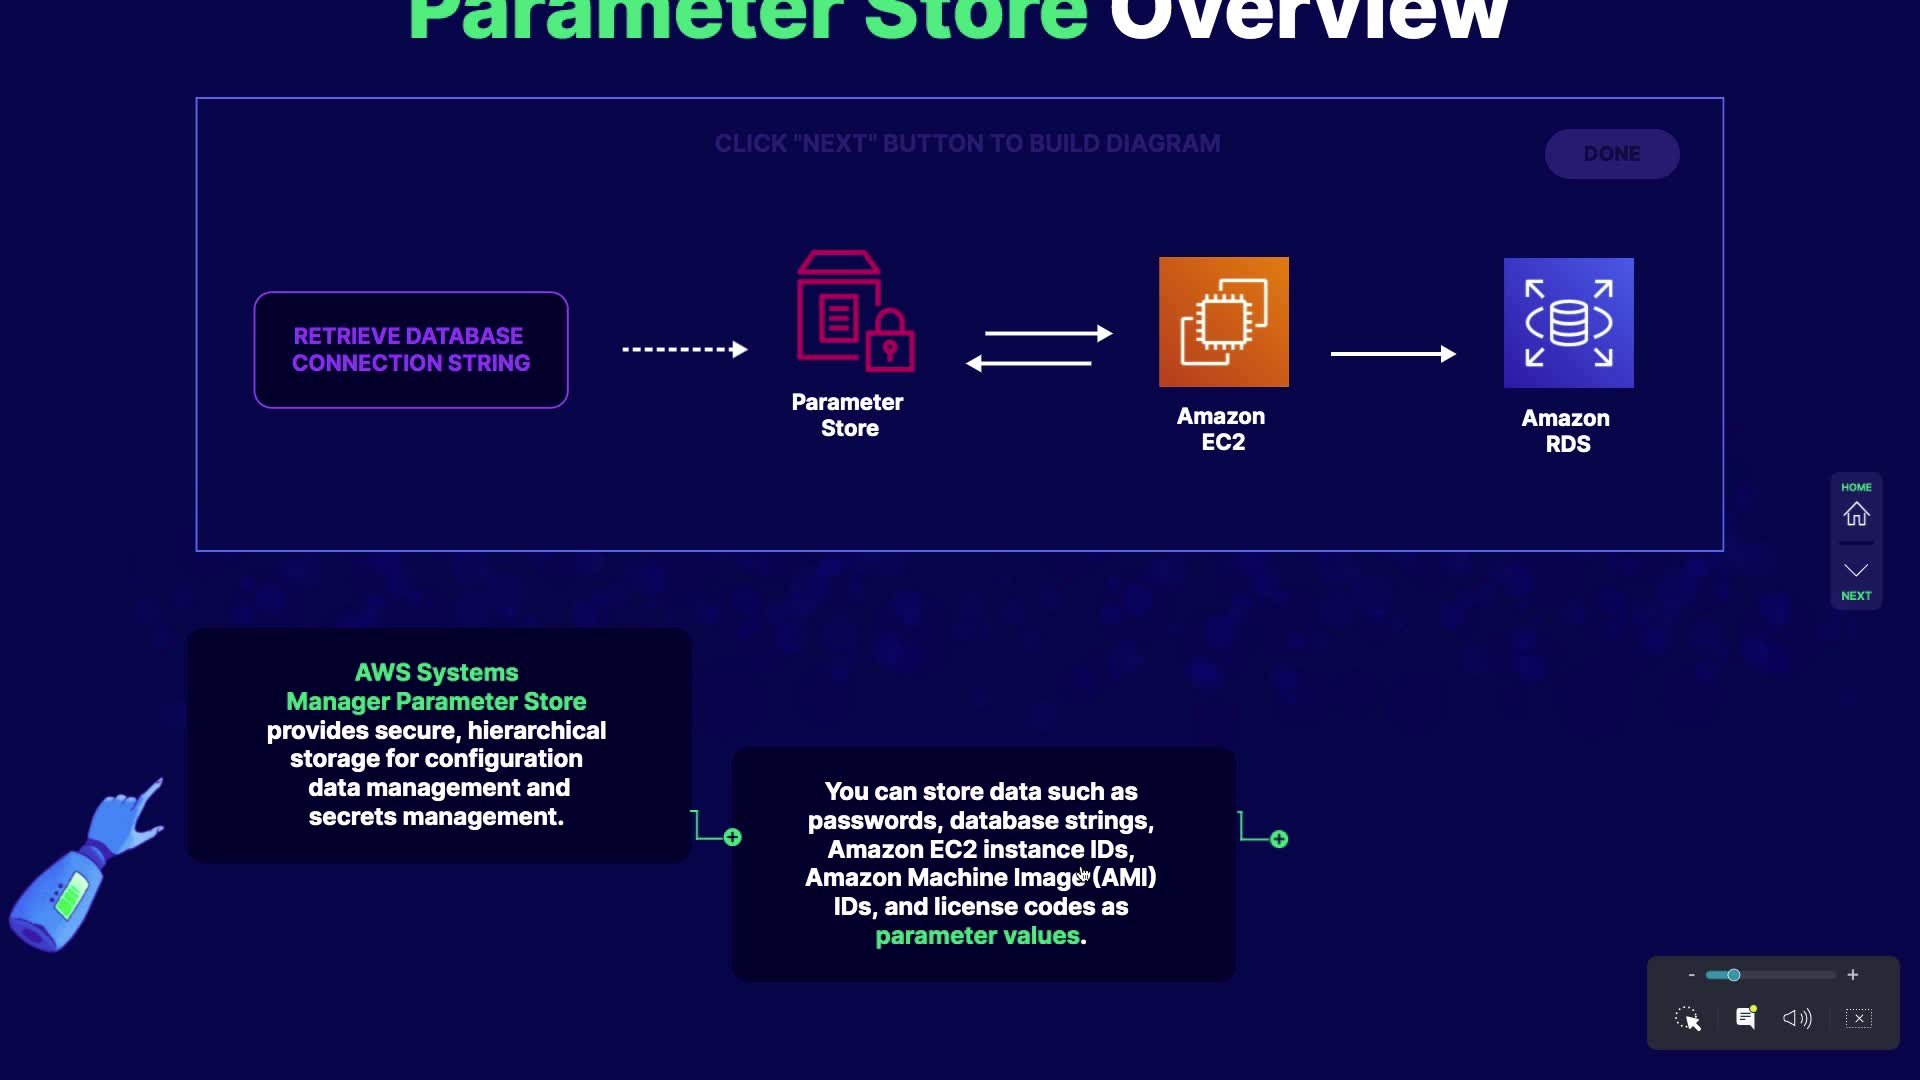 Parameter Store Overview
CLICK "NEXT" BUTTON TO BUILD DIAGRAM
DONE
RETRIEVE DATABASE
CONNECTION STRING
Parameter
Store
Amazon
EC2
Amazon
RDS
HOME
NEXT
AWS Systems
Manager Parameter Store
provides secure, hierarchical
storage for configuration
data management and
secrets management.
You can store data such as
passwords, database strings,
Amazon EC2 instance IDs,
Amazon Machine Image (AMI)
IDs, and license codes as
parameter values.